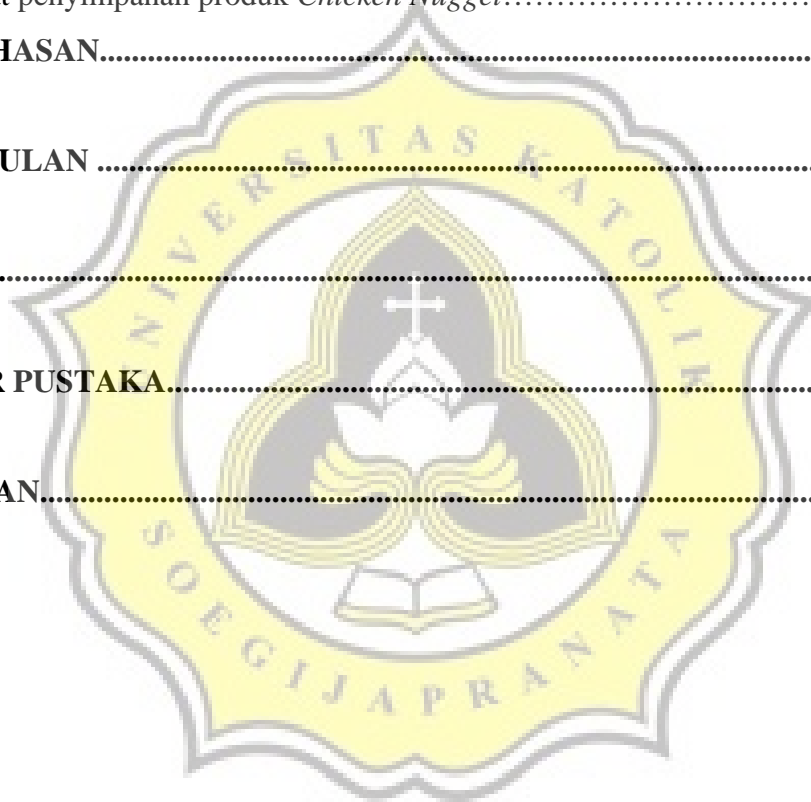 t penyimpanan produk Chicken Nugget……………………………
HASAN..........................................................................................
ULAN ..........................................................................................
..........................................................................................
R PUSTAKA..........................................................................................
AN..........................................................................................
UNIVERSITAS KATOLIK
SOEGIJAPRANATA